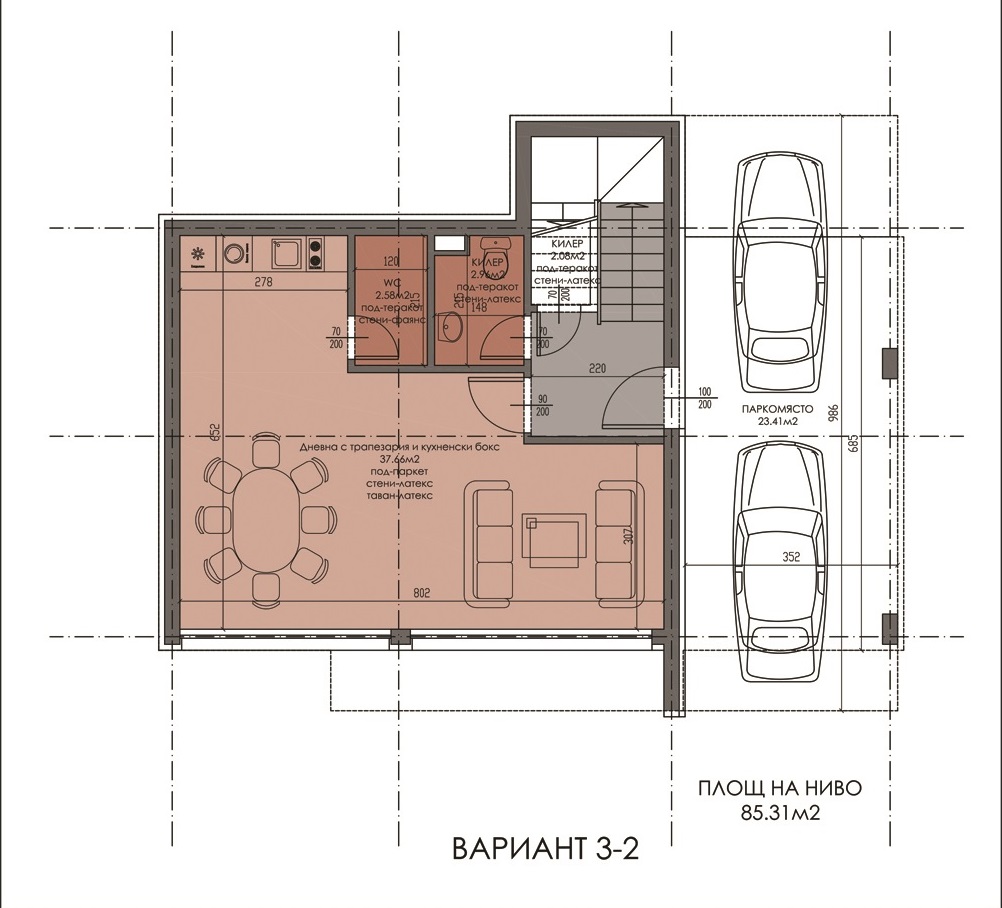 КИЛЕР
2.08м2
под-теракот
стени-латекс
70
200
120
WC
2.58м2
под-теракот
стени-фаянс
215
КИЛЕР
2.96м2
под-теракот
стени-латекс
215
148
278
70
200
70
200
220
90
200
100
200
ПАРКОМЯСТО
23.41м2
986
685
652
Дневна с трапезария и кухненски бокс
37.66м2
под-паркет
стени-латекс
таван-латекс
307
352
802
ПЛОЩ НА НИВО
85.31м2
ВАРИАНТ 3-2